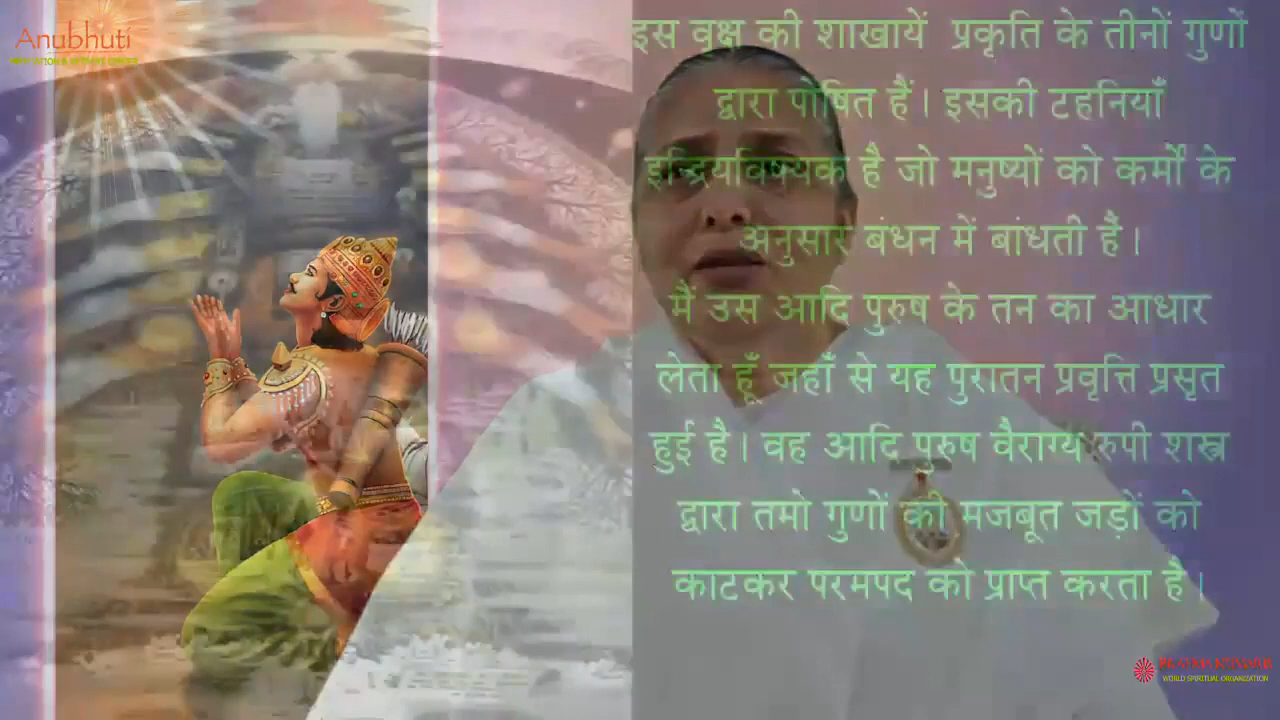 Anubhuti
इस वृक्ष की शाखायें प्रकृति के तीनों गुणों
द्वारा पोषित हैं। इसकी टहनियाँ
इन्द्रियविषयक है जो मनुष्यों को कर्मों के
अनुसार बंधन में बांधती हैं।
मैं उस आदि पुरुष के तन का आधार
लेता हूँ जहाँ से यह पुरातन प्रवृत्ति प्रसृत
हुई है। वह आदि पुरुष वैराग्य रुपी शस्त्र
द्वारा तमो गुणों की मजबूत जड़ों को
काटकर परमपद को प्राप्त करता है।
WORLD SPIRITUAL ORGANIZATION